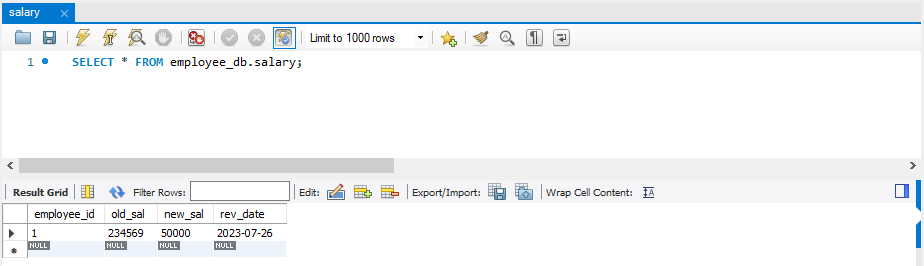 salary
Limit to 1000 rows
1 SELECT * FROM employee_db.salary;
Result Grid Filter Rows: Edit: Export/Import: Wrap Cell Content:
employee_id old_sal new_sal rev_date
1 234569 50000 2023-07-26
NULL NULL NULL NULL